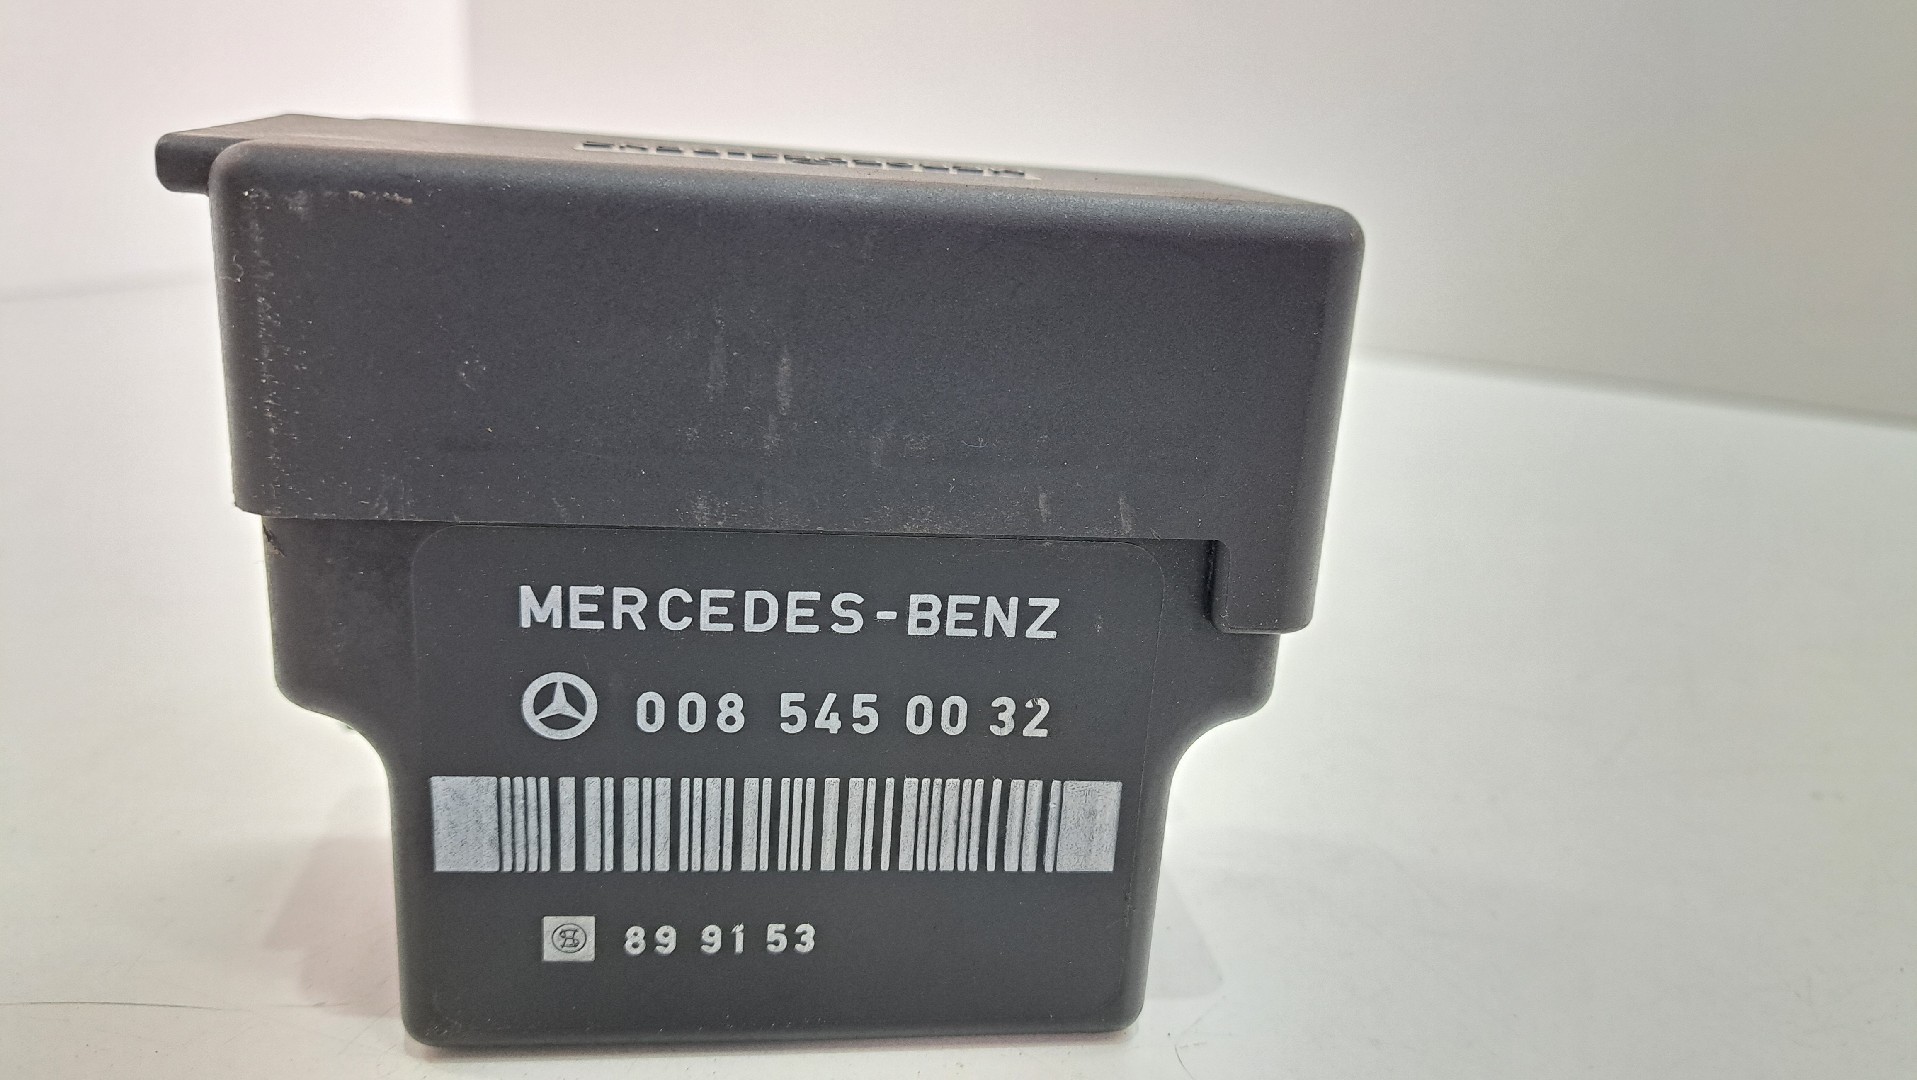 MERCEDES-BENZ
008 545 00 32
89 91 53